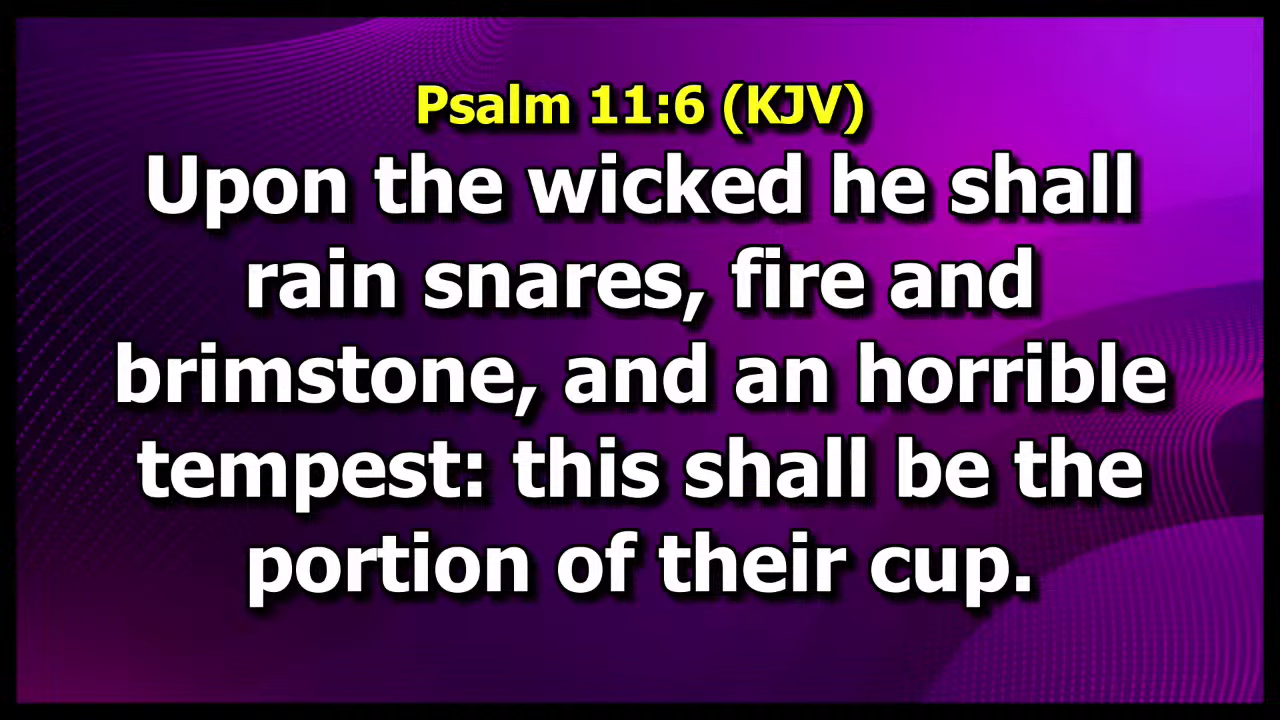 Psalm 11:6 (KJV)
Upon the wicked he shall
rain snares, fire and
brimstone, and an horrible
tempest: this shall be the
portion of their cup.